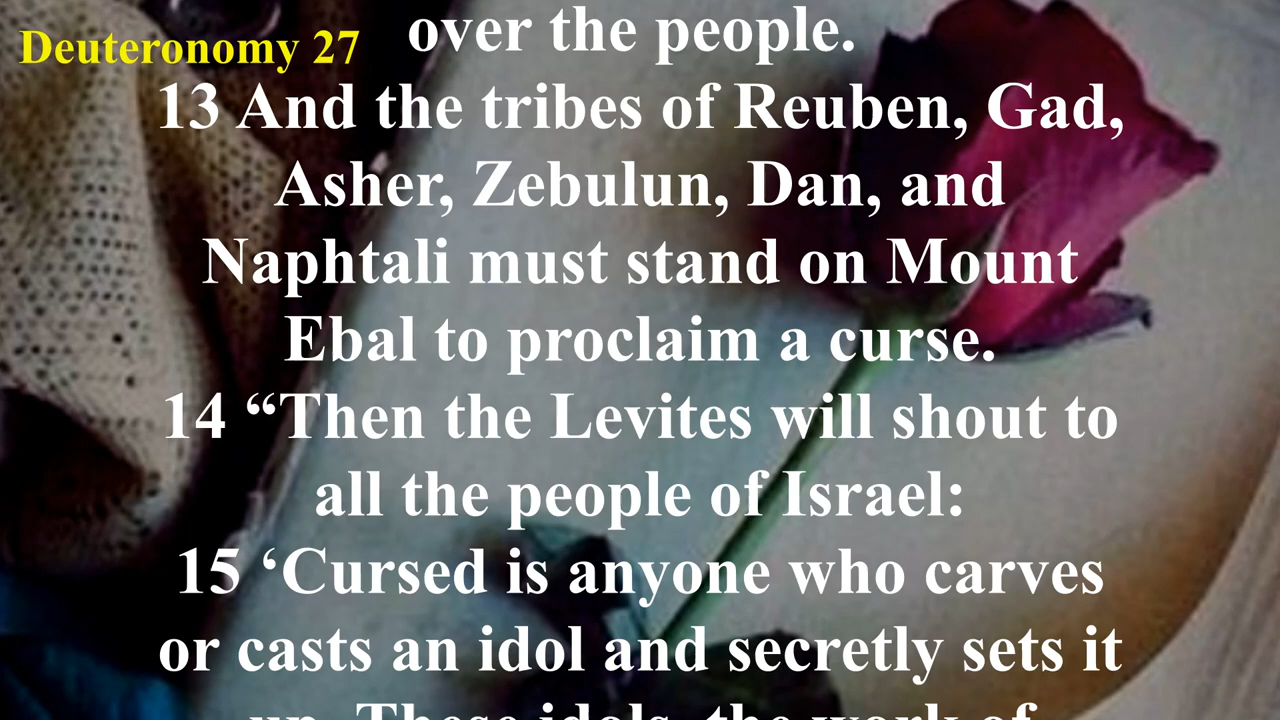 Deuteronomy 27
over the people.
13 And the tribes of Reuben, Gad,
Asher, Zebulun, Dan, and
Naphtali must stand on Mount
Ebal to proclaim a curse.
14 “Then the Levites will shout to
all the people of Israel:
15 ‘Cursed is anyone who carves
or casts an idol and secretly sets it
up. These idols, the work of